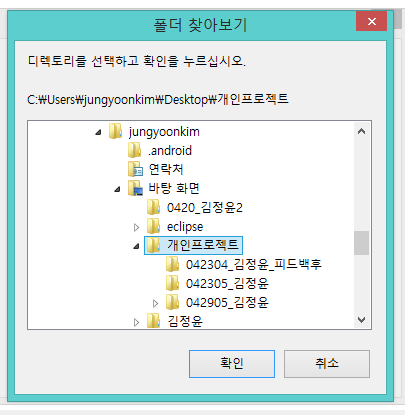 폴더 찾아보기
디렉토리를 선택하고 확인을 누르십시오.
C:₩Users₩jungyoonkim₩Desktop₩개인프로젝트
jungyoonkim
.android
연락처
바탕 화면
0420_김정윤2
eclipse
개인프로젝트
042304_김정윤_피드백후
042305_김정윤
042905_김정윤
김정윤
확인
취소